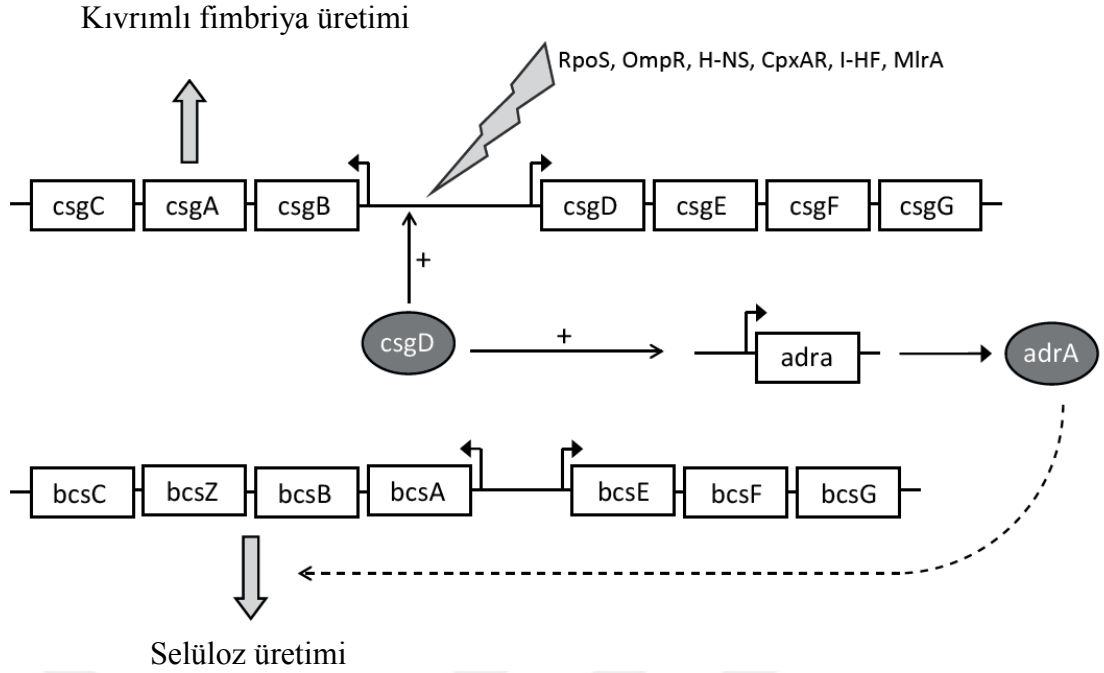 Kıvrımlı fimbriya üretimi
RpoS, OmpR, H-NS, CpxAR, I-HF, MlrA
csgC csgA csgB csgD csgE csgF csgG
+
csgD + adra adrA
bcsC bcsZ bcsB bcsA bcsE bcsF bcsG
Selüloz üretimi